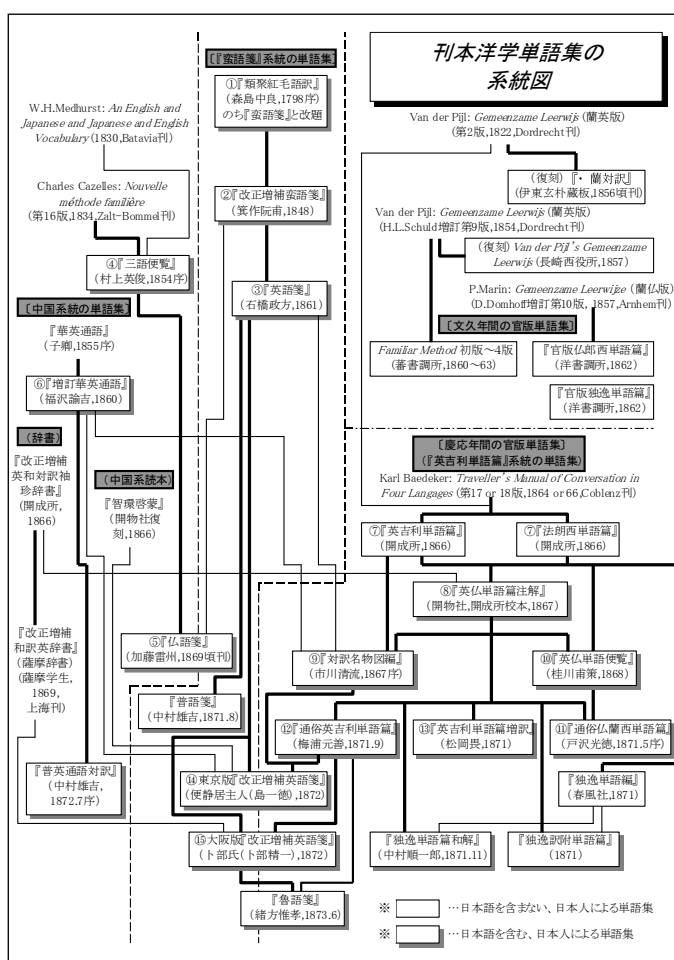 刊本洋学単語集の
系統図
〔『蛮語箋』系統の単語集〕
①『類聚紅毛語訳』
(森島中良,1798序)
のち『蛮語箋』と改題
W.H.Medhurst: An English and
Japanese and Japanese and English
Vocabulary (1830,Batavia刊)
Charles Cazelles: Nouvelle
méthode familière
(第16版,1834,Zalt-Bommel刊)
②『改正増補蛮語箋』
(箕作阮甫,1848)
④『三語便覧』
(村上英俊,1854序)
③『英語箋』
(石橋政方,1861)
〔中国系統の単語集〕
『華英通語』
(子卿,1855序)
⑥『増訂華英通語』
(福沢諭吉,1860)
(辞書)
『改正増補
英和対訳袖
珍辞書』
(開成所,
1866)
(中国系読本)
『智環啓蒙』
(開物社復
刻,1866)
『改正増補
和訳英辞書』
(薩摩辞書)
(薩摩学生,
1869,
上海刊)
⑤『仏語箋』
(加藤雷州,1869頃刊)
『普語箋』
(中村雄吉,1871.8)
『普英通語対訳』
(中村雄吉,
1872.7序)
Van der Pijl: Gemeenzame Leerwijs (蘭英版)
(第2版,1822,Dordrecht刊)
(復刻)『・蘭対訳』
(伊東玄朴蔵板,1856頃刊)
Van der Pijl: Gemeenzame Leerwijs (蘭英版)
(H.L.Schuld増訂第9版,1854,Dordrecht刊)
(復刻) Van der Pijl's Gemeenzame
Leerwijs (長崎西役所,1857)
P.Marin: Gemeenzame Leerwijze (蘭仏版)
(D.Domhoff増訂第10版, 1857,Arnhem刊)
〔文久年間の官版単語集〕
Familiar Method 初版～4版
(蕃書調所,1860～63)
『官版仏郎西単語篇』
(洋書調所,1862)
『官版独逸単語篇』
(洋書調所,1862)
〔慶応年間の官版単語集〕
(『英吉利単語篇』系統の単語集)
Karl Baedeker: Traveller's Manual of Conversation in
Four Langages (第17 or 18版,1864 or 66,Coblenz刊)
⑦『英吉利単語篇』
(開成所,1866)
⑦『法朗西単語篇』
(開成所,1866)
⑧『英仏単語篇注解』
(開物社,開成所校本,1867)
⑨『対訳名物図編』
(市川清流,1867序)
⑩『英仏単語便覧』
(桂川甫策,1868)
⑫『通俗英吉利単語篇』
(梅浦元善,1871.9)
⑬『英吉利単語篇増訳』
(松岡畏,1871)
⑪『通俗仏蘭西単語篇』
(戸沢光徳,1871.5序)
⑭東京版『改正増補英語箋』
(便静居主人(島一徳),1872)
『独逸単語編』
(春風社,1871)
⑮大阪版『改正増補英語箋』
(卜部氏(卜部精一),1872)
『独逸単語篇和解』
(中村順一郎,1871.11)
『独逸訳附単語篇』
(1871)
『魯語箋』
(緒方惟孝,1873.6)
※ …日本語を含まない、日本人による単語集
※ …日本語を含む、日本人による単語集